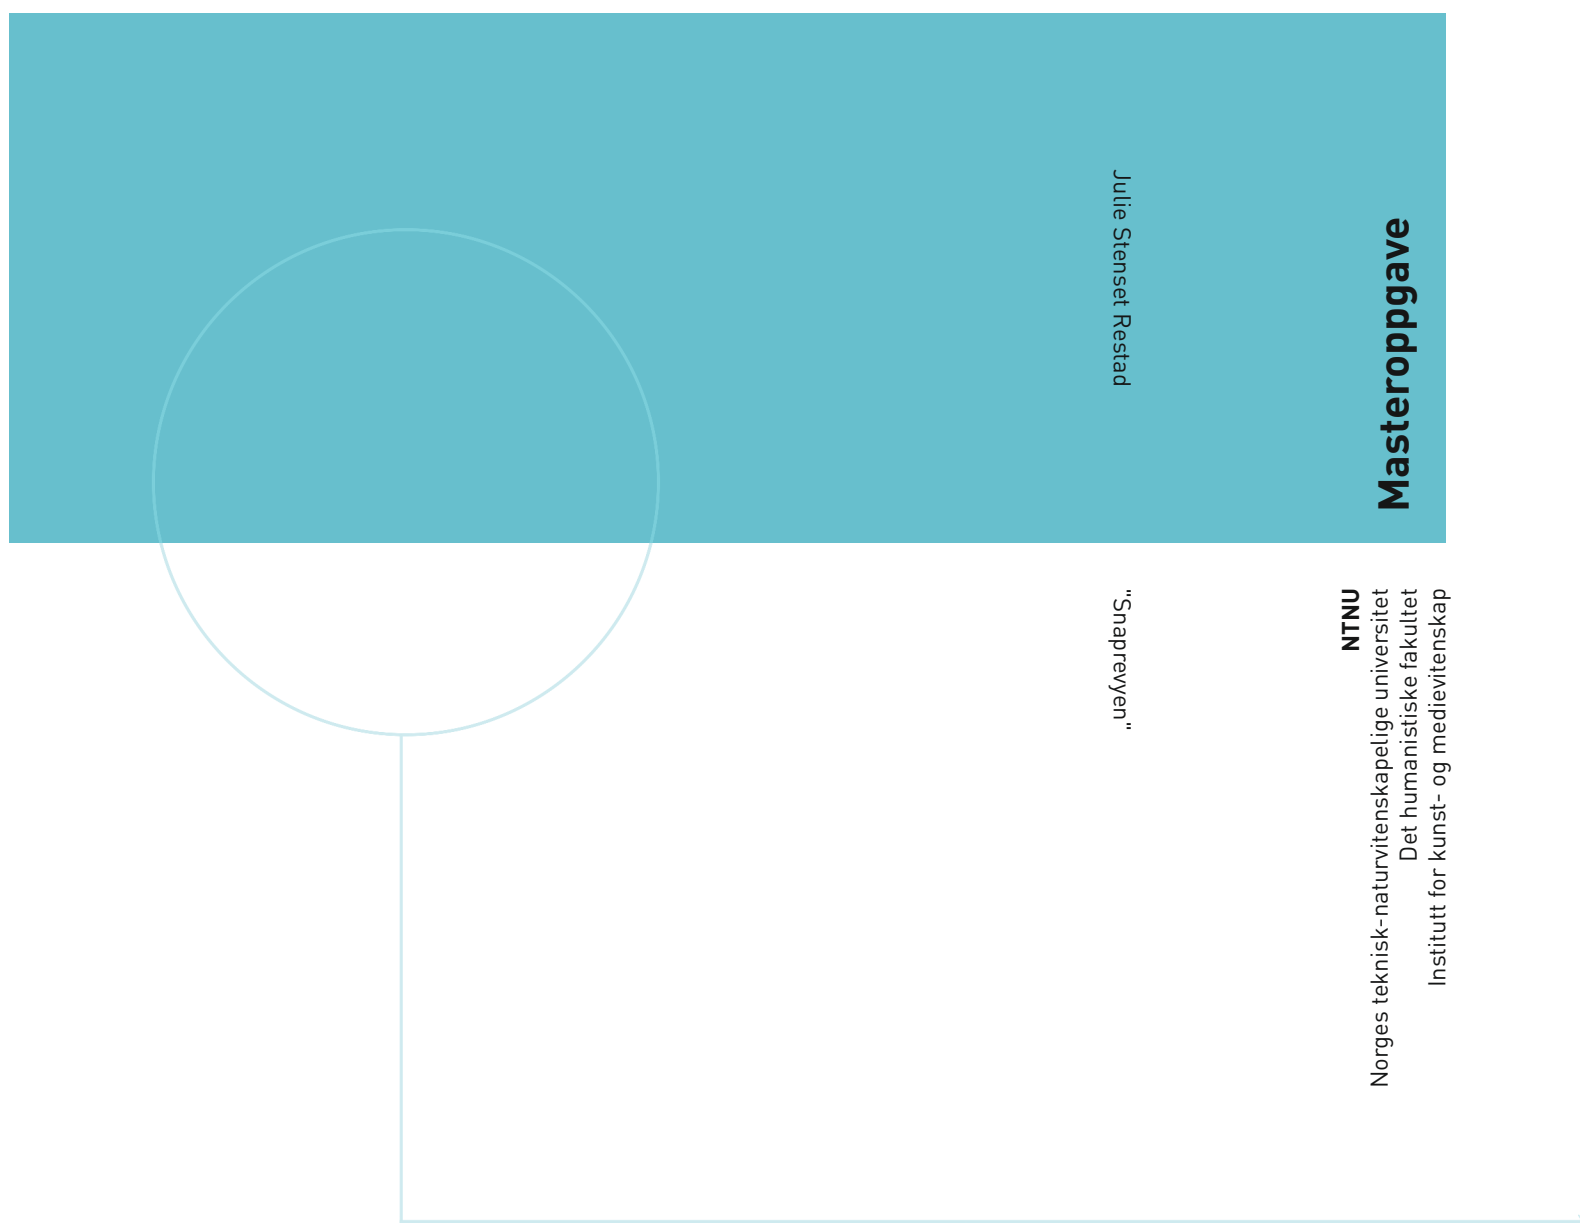 Masteroppgave
NTNU
Norges teknisk-naturvitenskapelige universitet
Det humanistiske fakultet
Institutt for kunst- og medievitenskap
Julie Stenset Restad
"Snaprevyen"